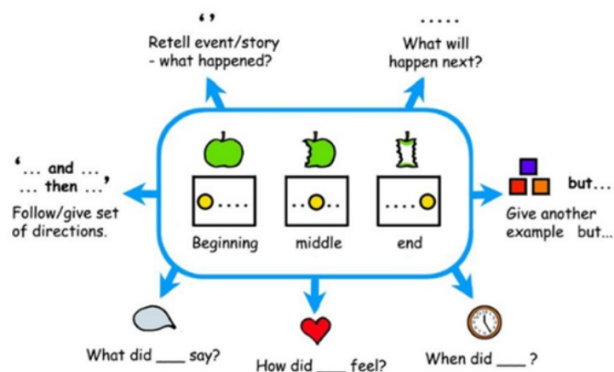 ‘ ’
Retell event/story
- what happened?
.....
What will
happen next?
‘... and ...
... then ...’
Follow/give set
of directions.
Beginning
middle
end
but...
Give another
example but...
What did ___ say?
How did ___ feel?
When did ___ ?